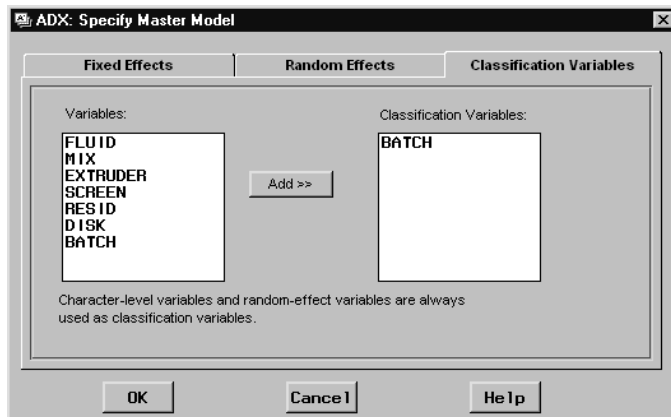 ADX: Specify Master Model
Fixed Effects
Random Effects
Classification Variables
Variables:
FLUID
MIX
EXTRUDER
SCREEN
RESID
DISK
BATCH
Add >>
Classification Variables:
BATCH
Character-level variables and random-effect variables are always
used as classification variables.
OK
Cancel
Help